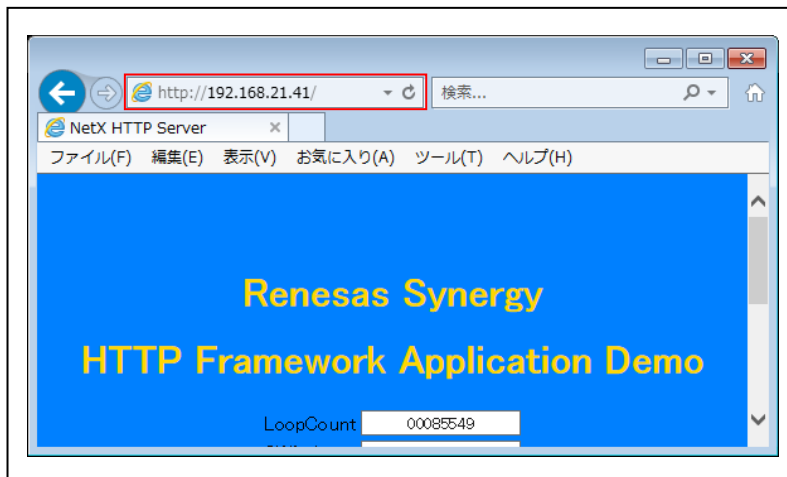 http://192.168.21.41/
検索...
NetX HTTP Server
ファイル(F) 編集(E) 表示(V) お気に入り(A) ツール(T) ヘルプ(H)
Renesas Synergy
HTTP Framework Application Demo
LoopCount 00085549